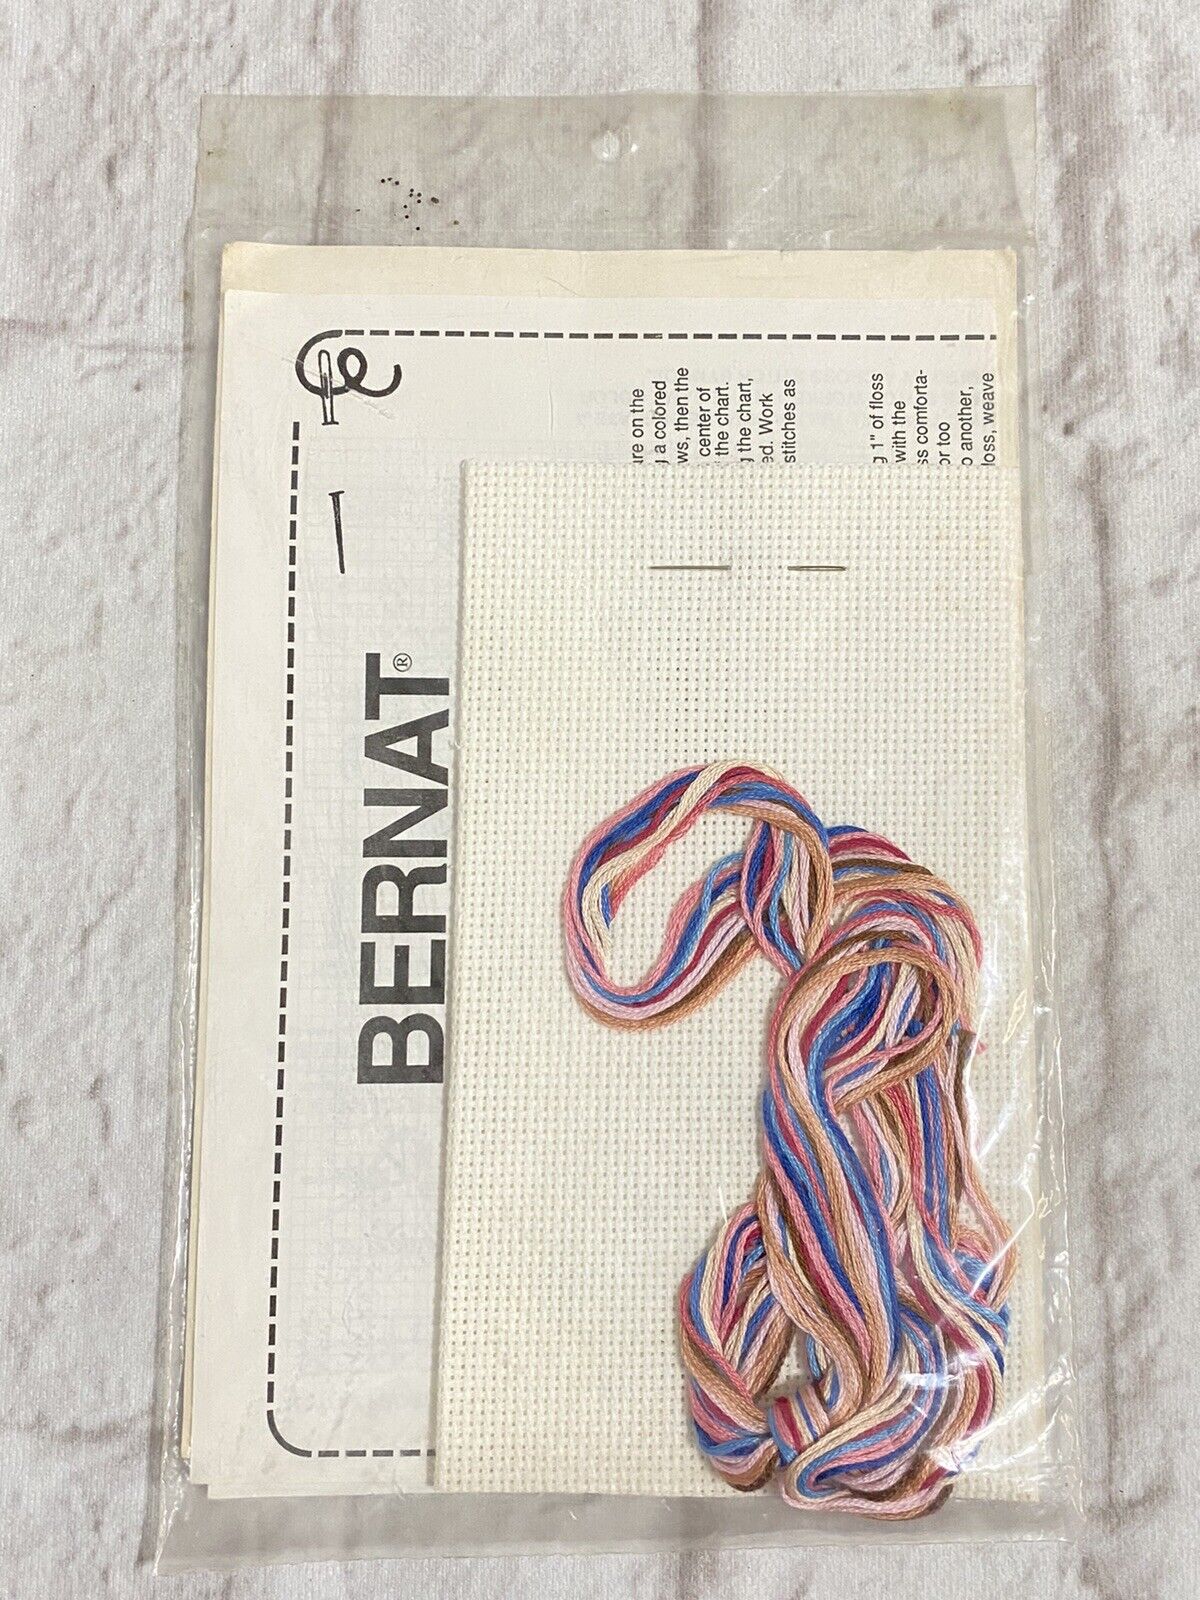 BERNAT®
are on the
a colored
ws, then the
center of
the chart.
g the chart,
ed. Work
stitches as
g 1" of floss
with the
ss comforta-
or too
o another,
loss, weave